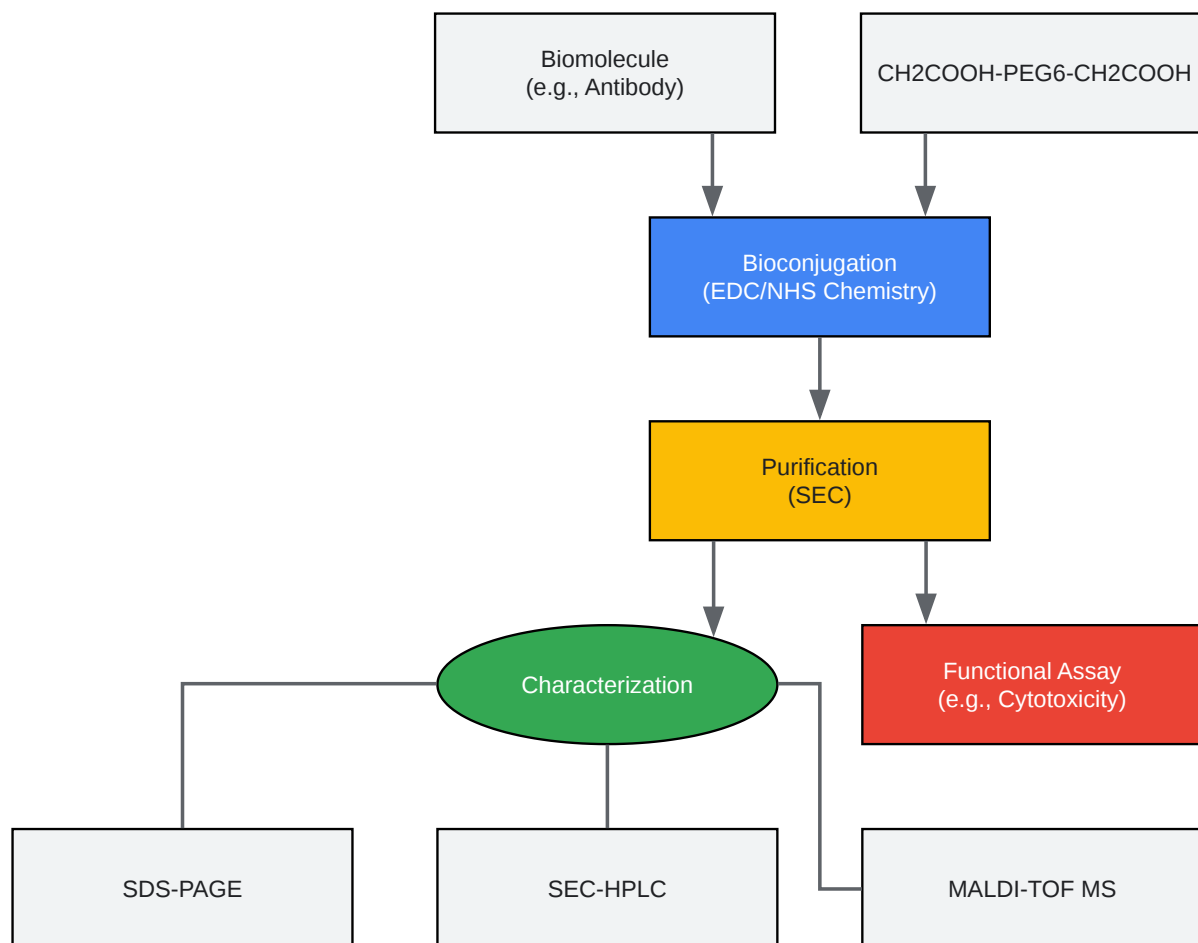 Biomolecule
(e.g., Antibody)
CH2COOH-PEG6-CH2COOH
Bioconjugation
(EDC/NHS Chemistry)
Purification
(SEC)
Characterization
Functional Assay
(e.g., Cytotoxicity)
SDS-PAGE
SEC-HPLC
MALDI-TOF MS